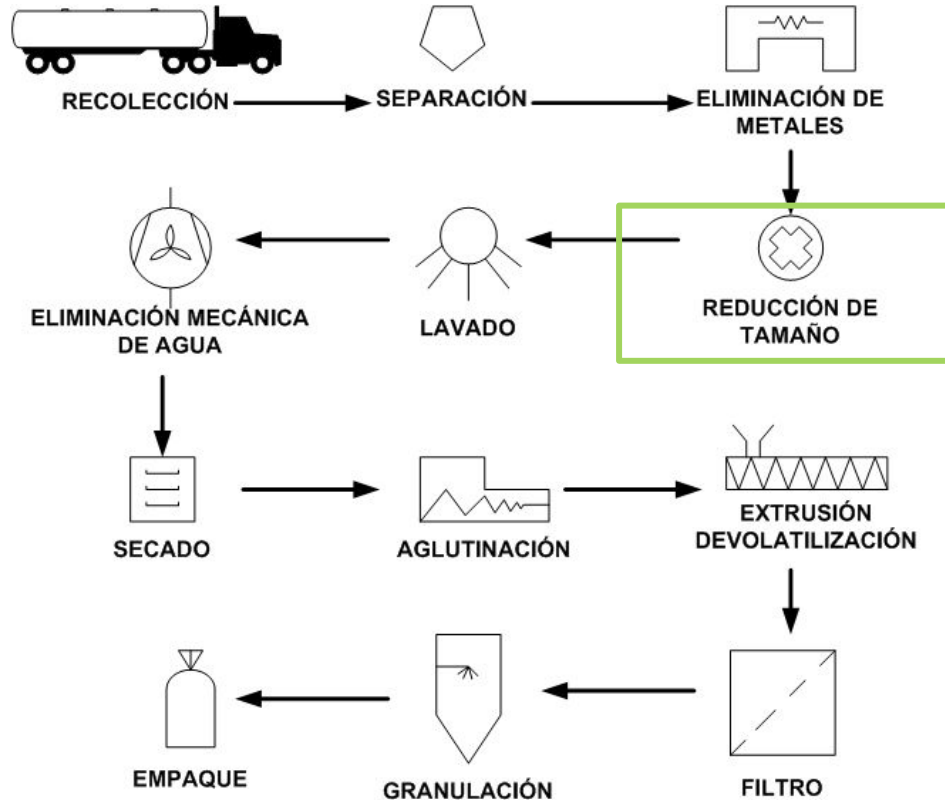 RECOLECCIÓN
SEPARACIÓN
ELIMINACIÓN DE
METALES
REDUCCIÓN DE
TAMAÑO
LAVADO
ELIMINACIÓN MECÁNICA
DE AGUA
SECADO
AGLUTINACIÓN
EXTRUSIÓN
DEVOLATILIZACIÓN
FILTRO
GRANULACIÓN
EMPAQUE